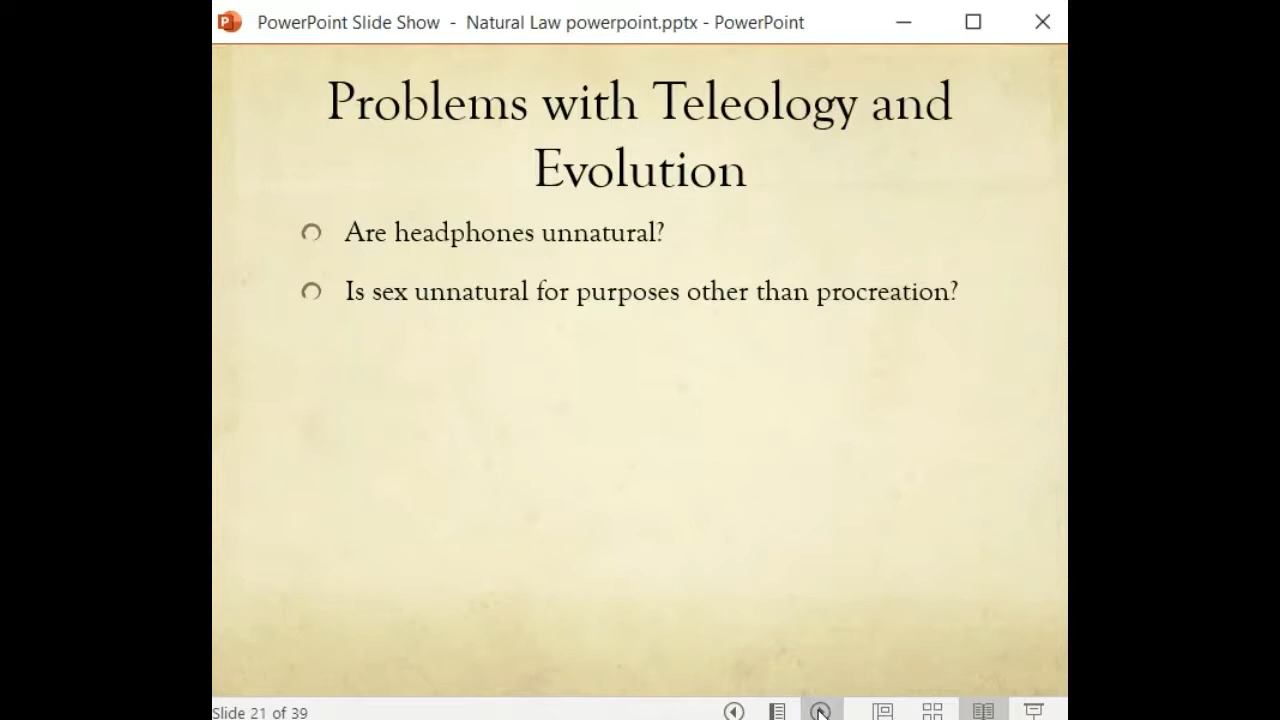 PowerPoint Slide Show - Natural Law powerpoint.pptx - PowerPoint
Problems with Teleology and
Evolution
Are headphones unnatural?
Is sex unnatural for purposes other than procreation?
Slide 21 of 39